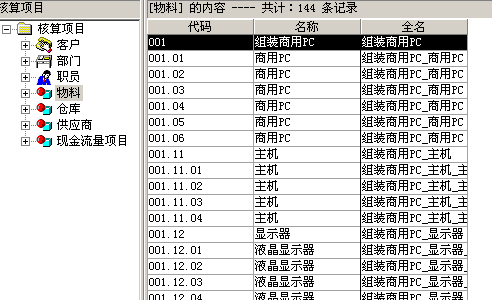 核算项目
核算项目
客户
部门
职员
物料
仓库
供应商
现金流量项目
[物料] 的内容 ---- 共计：144 条记录
代码 名称 全名
001 组装商用PC 组装商用PC
001.01 商用PC 组装商用PC_商用PC
001.02 商用PC 组装商用PC_商用PC
001.03 商用PC 组装商用PC_商用PC
001.04 商用PC 组装商用PC_商用PC
001.05 商用PC 组装商用PC_商用PC
001.06 商用PC 组装商用PC_商用PC
001.11 主机 组装商用PC_主机
001.11.01 主机 组装商用PC_主机_主
001.11.02 主机 组装商用PC_主机_主
001.11.03 主机 组装商用PC_主机_主
001.11.04 主机 组装商用PC_主机_主
001.12 显示器 组装商用PC_显示器
001.12.01 液晶显示器 组装商用PC_显示器_
001.12.02 液晶显示器 组装商用PC_显示器_
001.12.03 液晶显示器 组装商用PC_显示器_
001.12.04 液晶显示器 组装商用PC_显示器